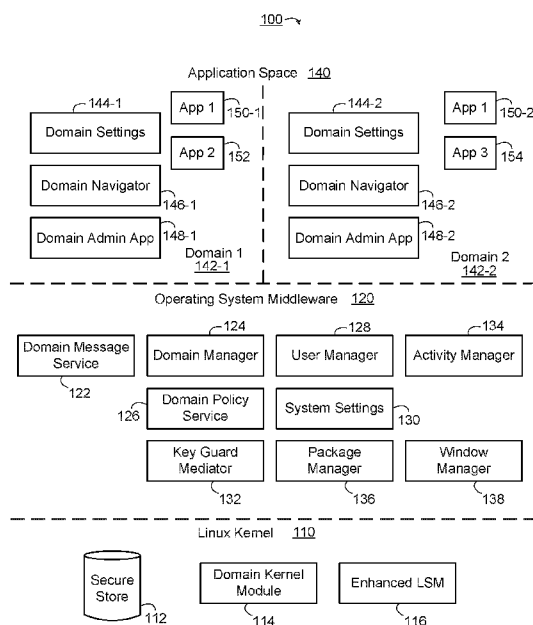 100
Application Space 140
144-1
App 1
150-1
Domain Settings
App 2
152
Domain Navigator
146-1
Domain Admin App
148-1
Domain 1
142-1
144-2
App 1
150-2
Domain Settings
App 3
154
Domain Navigator
146-2
Domain Admin App
148-2
Domain 2
142-2
Operating System Middleware 120
124
128
134
Domain Message
Service
122
Domain Manager
User Manager
Activity Manager
126
Domain Policy
Service
System Settings
130
Key Guard
Mediator
132
Package
Manager
136
Window
Manager
138
Linux Kernel 110
Secure
Store
112
Domain Kernel
Module
114
Enhanced LSM
116